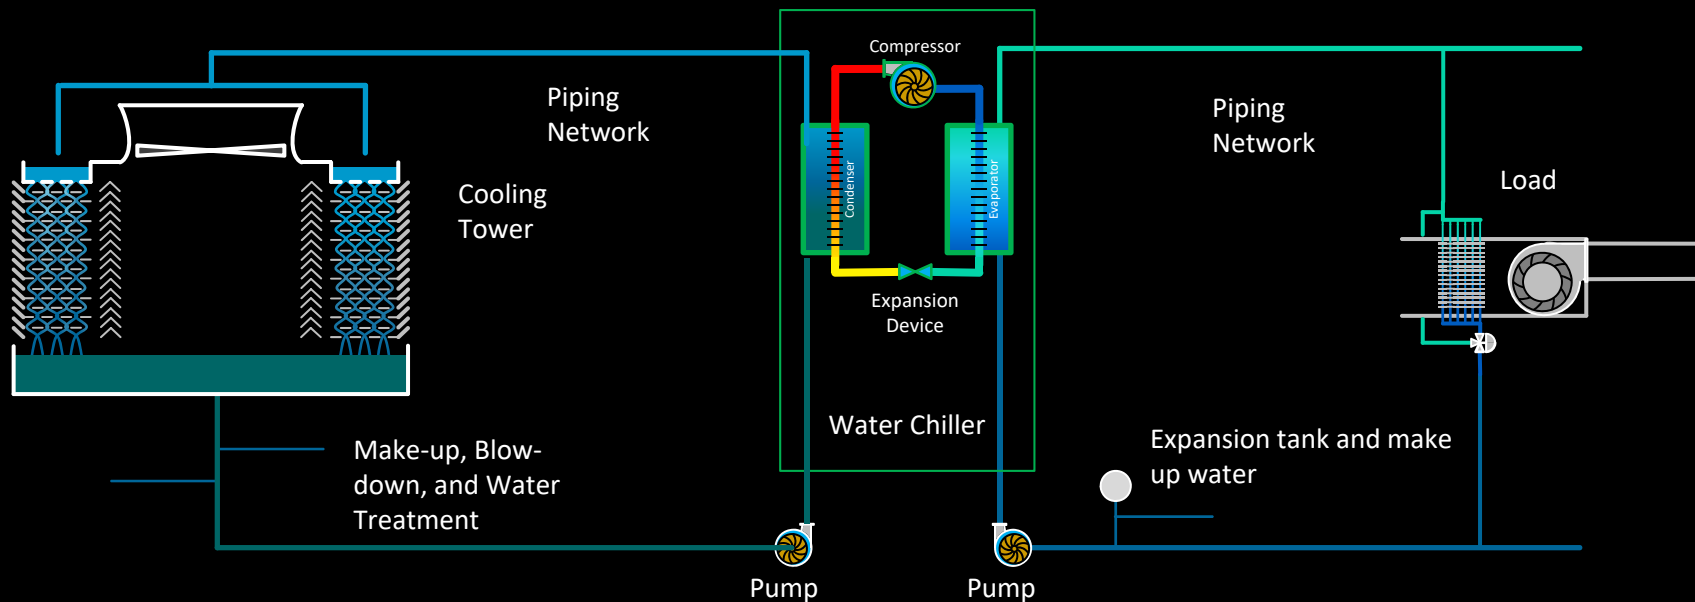 Compressor
Piping
Network
Piping
Network
Condenser
Evaporator
Cooling
Tower
Load
Expansion
Device
Water Chiller
Make-up, Blow-
down, and Water
Treatment
Expansion tank and make
up water
Pump
Pump